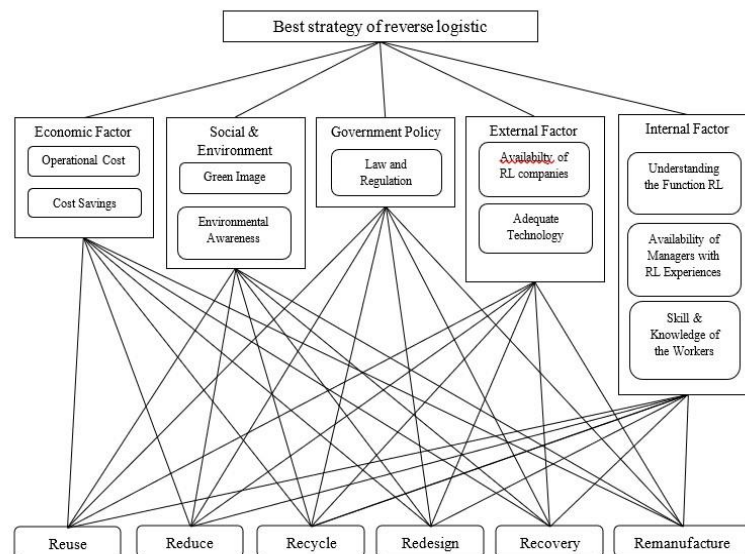 Best strategy of reverse logistic
Economic Factor
Operational Cost
Cost Savings
Social &
Environment
Green Image
Environmental
Awareness
Government Policy
Law and
Regulation
External Factor
Availabilty of
RL companies
Adequate
Technology
Internal Factor
Understanding
the Function RL
Availability of
Managers with
RL Experiences
Skill &
Knowledge of
the Workers
Reuse
Reduce
Recycle
Redesign
Recovery
Remanufacture